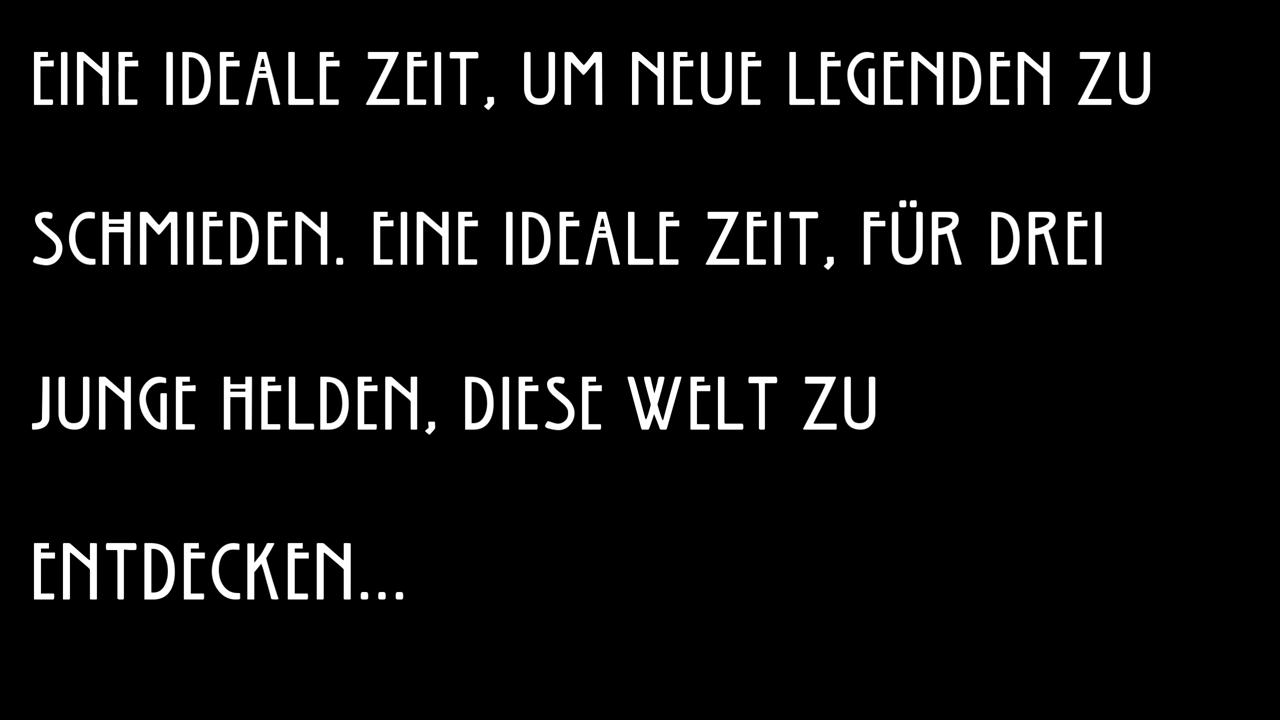 EINE IDEALE ZEIT, UM NEUE LEGENDEN ZU
SCHMIEDEN. EINE IDEALE ZEIT, FÜR DREI
JUNGE HELDEN, DIESE WELT ZU
ENTDECKEN...